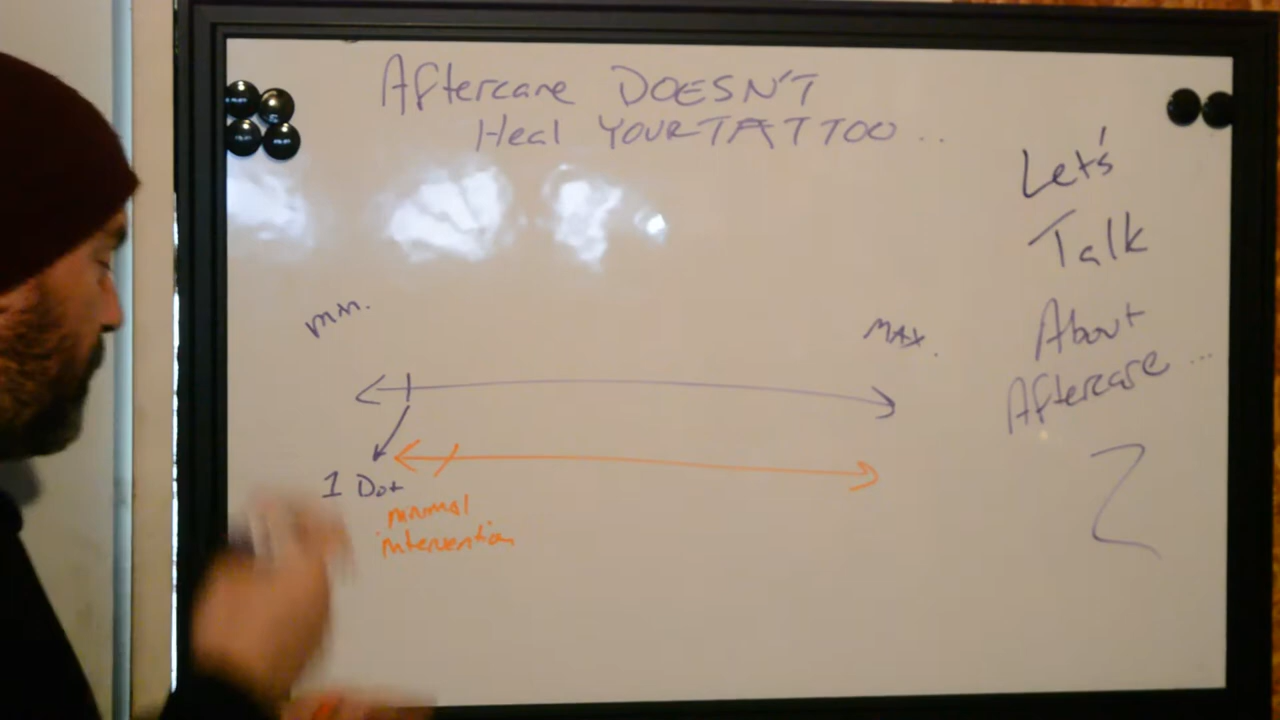 Aftercare DOESN'T
Heal YOUR TATTOO ..
Let's
Talk
About
Aftercare ...
min.
MAX.
1 Dot
minimal
intervention